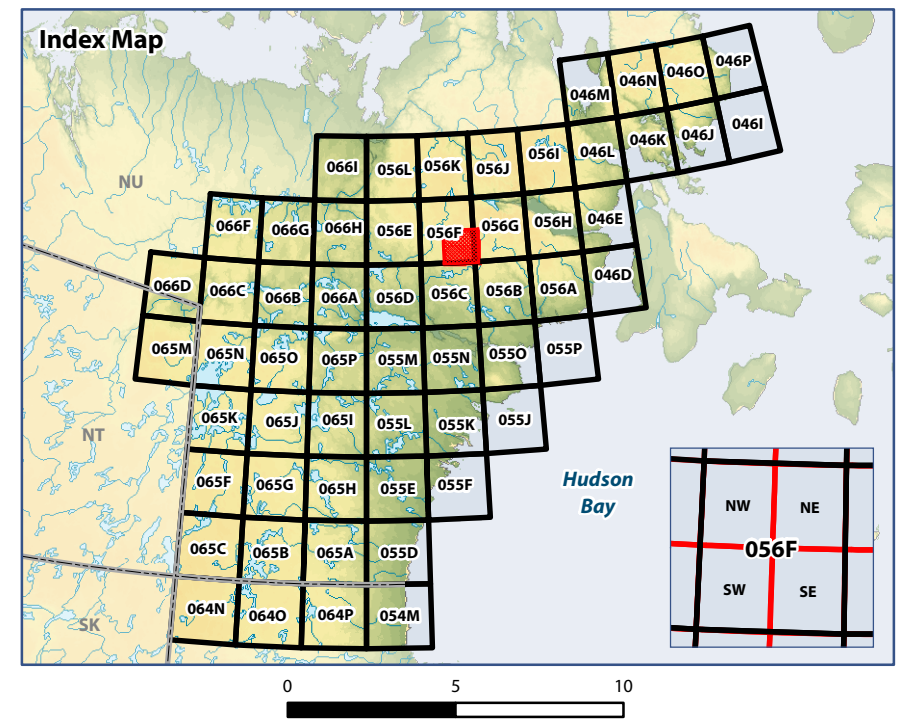 Index Map
046M 046N 046O 046P
066I 056L 056K 056J 056I 046L 046K 046J 046I
NU
066F 066G 066H 056E 056F 056G 056H 046E
066D 066C 066B 066A 056D 056C 056B 056A 046D
065M 065N 065O 065P 055M 055N 055O 055P
NT
065K 065J 065I 055L 055K 055J
065F 065G 065H 055E 055F
Hudson
Bay
065C 065B 065A 055D
SK
064N 064O 064P 054M
NW NE
056F
SW SE
0 5 10